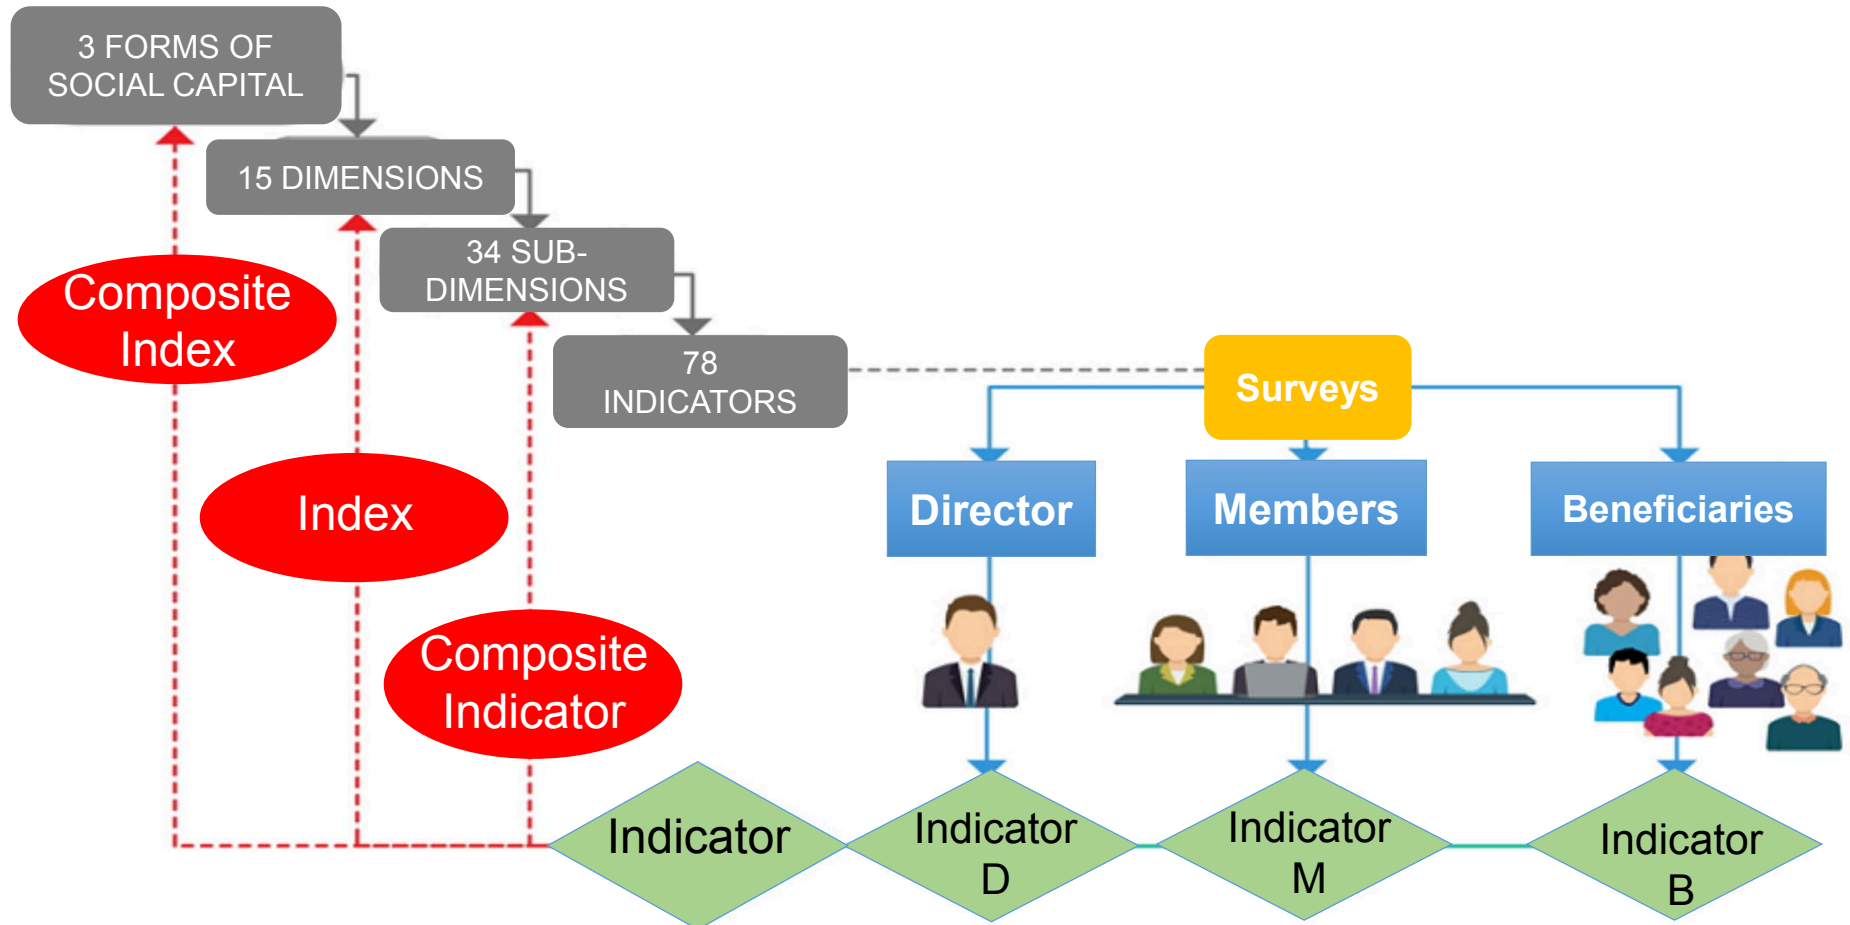 3 FORMS OF
SOCIAL CAPITAL
15 DIMENSIONS
34 SUB-
DIMENSIONS
78
INDICATORS
Composite
Index
Index
Composite
Indicator
Surveys
Director
Members
Beneficiaries
Indicator
Indicator
D
Indicator
M
Indicator
B